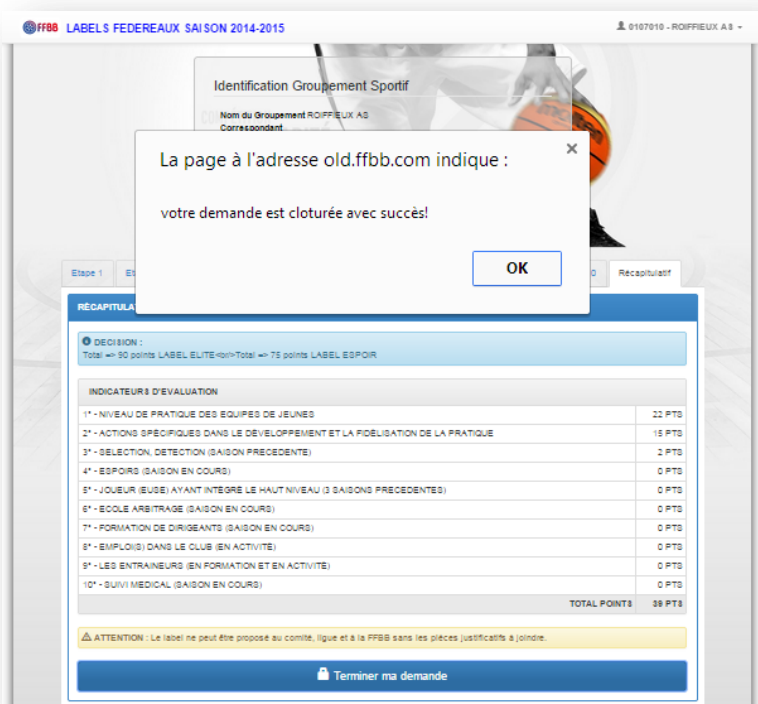 FFBB LABELS FEDEREAUX SAISON 2014-2015
0107010 - ROIFFIEUX AS
Identification Groupement Sportif
Nom du Groupement ROIFFIEUX AS
Correspondant
La page à l'adresse old.ffbb.com indique :
×
votre demande est cloturée avec succès!
OK
Etape 1
Et
0
Récapitulatif
RÉCAPITULA
DECISION :
Total => 90 points LABEL ELITE<br/>Total => 75 points LABEL ESPOIR
INDICATEURS D'EVALUATION
1* - NIVEAU DE PRATIQUE DES EQUIPES DE JEUNES 22 PTS
2* - ACTIONS SPÉCIFIQUES DANS LE DÉVELOPPEMENT ET LA FIDÉLISATION DE LA PRATIQUE 15 PTS
3* - SELECTION, DETECTION (SAISON PRECEDENTE) 2 PTS
4* - ESPOIRS (SAISON EN COURS) 0 PTS
5* - JOUEUR (EUSE) AYANT INTÉGRÉ LE HAUT NIVEAU (3 SAISONS PRECEDENTES) 0 PTS
6* - ECOLE ARBITRAGE (SAISON EN COURS) 0 PTS
7* - FORMATION DE DIRIGEANTS (SAISON EN COURS) 0 PTS
8* - EMPLOI(S) DANS LE CLUB (EN ACTIVITÉ) 0 PTS
9* - LES ENTRAINEURS (EN FORMATION ET EN ACTIVITÉ) 0 PTS
10* - SUIVI MEDICAL (SAISON EN COURS) 0 PTS
TOTAL POINTS 39 PTS
ATTENTION : Le label ne peut être proposé au comité, ligue et à la FFBB sans les pièces justificatifs à joindre.
Terminer ma demande